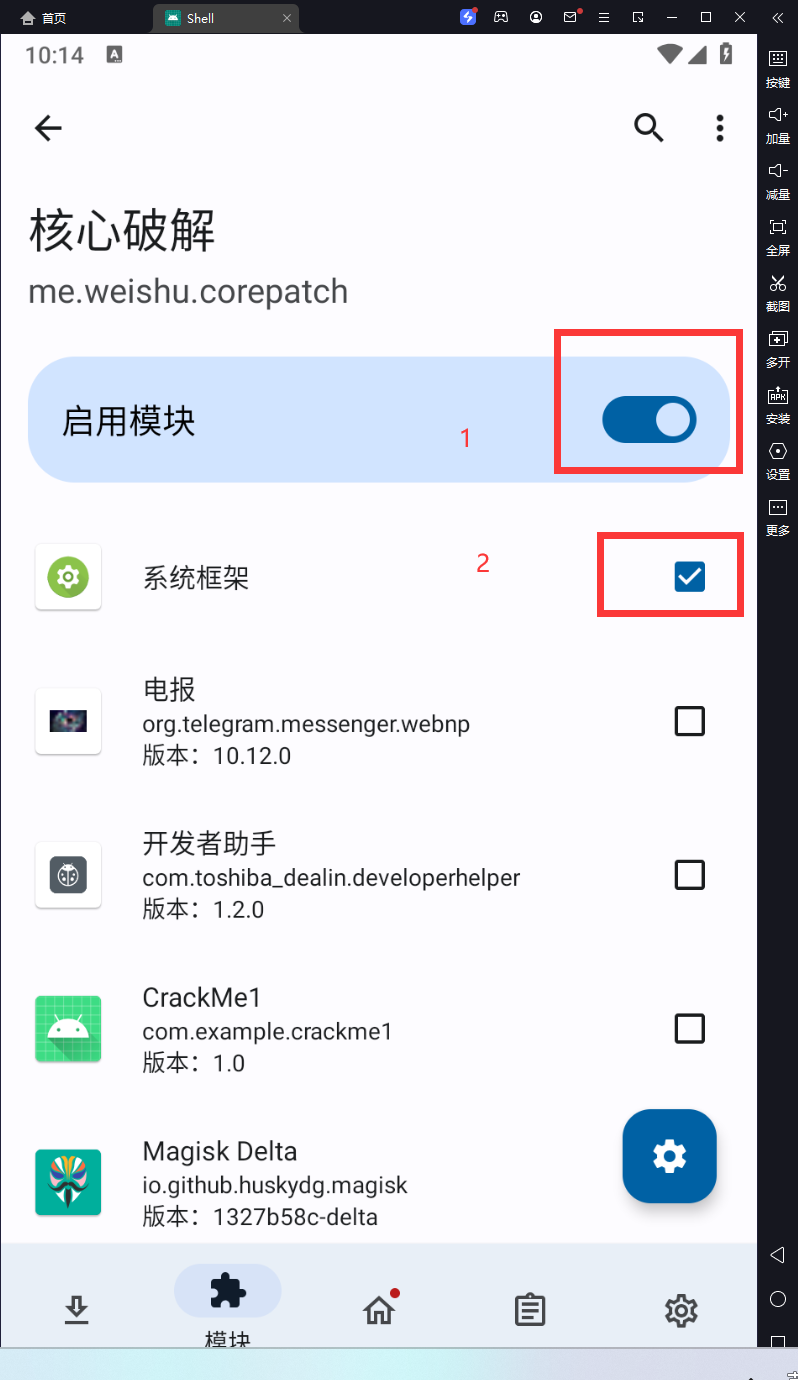 首页
Shell
10:14
按键
加量
减量
全屏
截图
多开
安装
设置
更多
核心破解
me.weishu.corepatch
启用模块
1
系统框架
2
电报
org.telegram.messenger.webnp
版本：10.12.0
开发者助手
com.toshiba_dealin.developerhelper
版本：1.2.0
CrackMe1
com.example.crackme1
版本：1.0
Magisk Delta
io.github.huskydg.magisk
版本：1327b58c-delta
模块